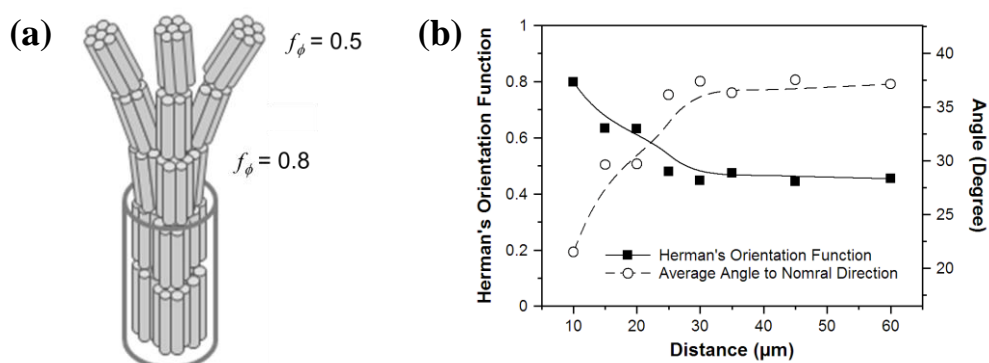 (a)
fϕ = 0.5
fϕ = 0.8
(b)
Herman's Orientation Function
1
0.8
0.6
0.4
0.2
0
40
35
30
25
20
Angle (Degree)
Herman's Orientation Function
Average Angle to Nomral Direction
10 20 30 40 50 60
Distance (μm)